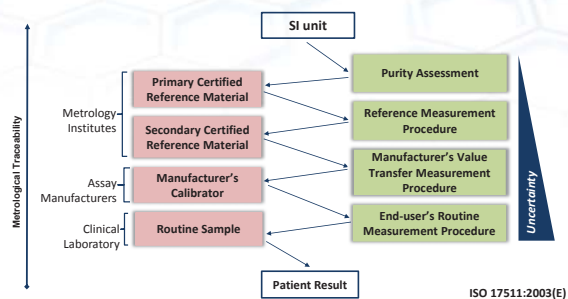 SI unit
Purity Assessment
Primary Certified
Reference Material
Metrology
Institutes
Reference Measurement
Procedure
Secondary Certified
Reference Material
Manufacturer's Value
Transfer Measurement
Procedure
Assay
Manufacturers
Manufacturer's
Calibrator
Clinical
Laboratory
Routine Sample
End-user's Routine
Measurement Procedure
Patient Result
Metrological Traceability
Uncertainty
ISO 17511:2003(E)